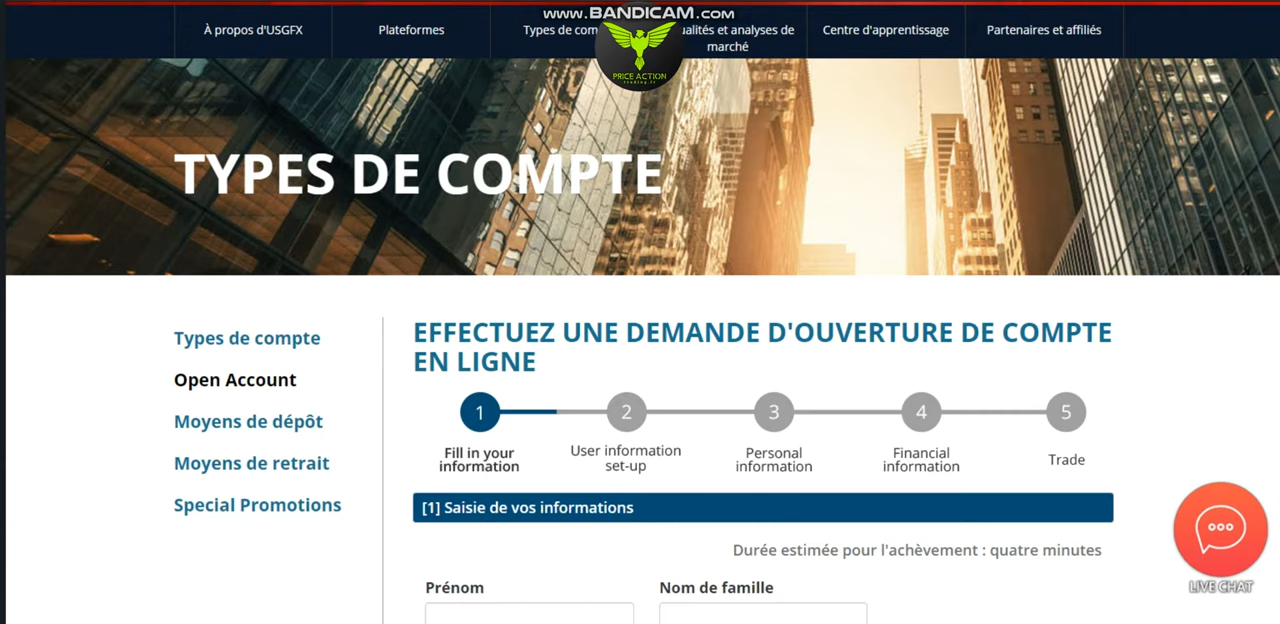 www.BANDICAM.com
À propos d'USGFX
Plateformes
Types de com
ualités et analyses de
marché
Centre d'apprentissage
Partenaires et affiliés
PRICE ACTION
trading.fr
TYPES DE COMPTE
Types de compte
Open Account
Moyens de dépôt
Moyens de retrait
Special Promotions
EFFECTUEZ UNE DEMANDE D'OUVERTURE DE COMPTE
EN LIGNE
1
2
3
4
5
Fill in your
information
User information
set-up
Personal
information
Financial
information
Trade
[1] Saisie de vos informations
Durée estimée pour l'achèvement : quatre minutes
Prénom
Nom de famille
LIVE CHAT